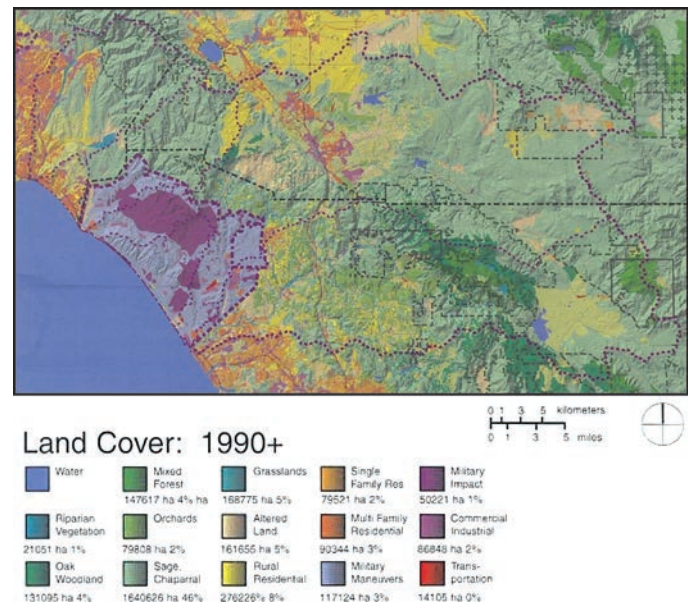 0 1 3 5 kilometers
0 1 3 5 miles
Land Cover: 1990+
Water
Mixed
Forest
147617 ha 4% ha
Grasslands
168775 ha 5%
Single
Family Res
79521 ha 2%
Military
Impact
50221 ha 1%
Riparian
Vegetation
21051 ha 1%
Orchards
79808 ha 2%
Altered
Land
161655 ha 5%
Multi Family
Residential
90344 ha 3%
Commercial
Industrial
86848 ha 2%
Oak
Woodland
131095 ha 4%
Sage,
Chaparral
1640626 ha 46%
Rural
Residential
276226% 8%
Military
Maneuvers
117124 ha 3%
Trans-
portation
14105 ha 0%